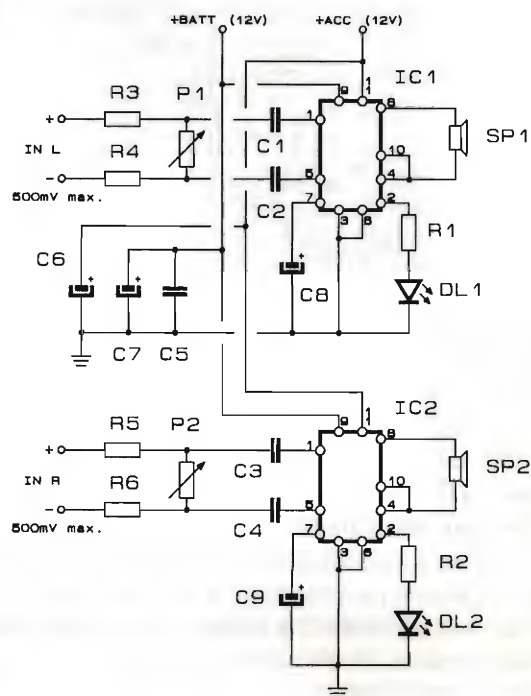 +BATT (12V) +ACC (12V)
IC1
9 11
R3 P1 8
+ 1 SP1
C1
IN L R4 10
- 5 4
500mV max. C2 7 2
3 6 R1
C6 + + + C8 DL1
C7 C5
IC2
9 11
R5 P2 8
+ 1 SP2
C3
IN R R6 10
- 5 4
500mV max. C4 7 2
3 6 R2
C9 + DL2